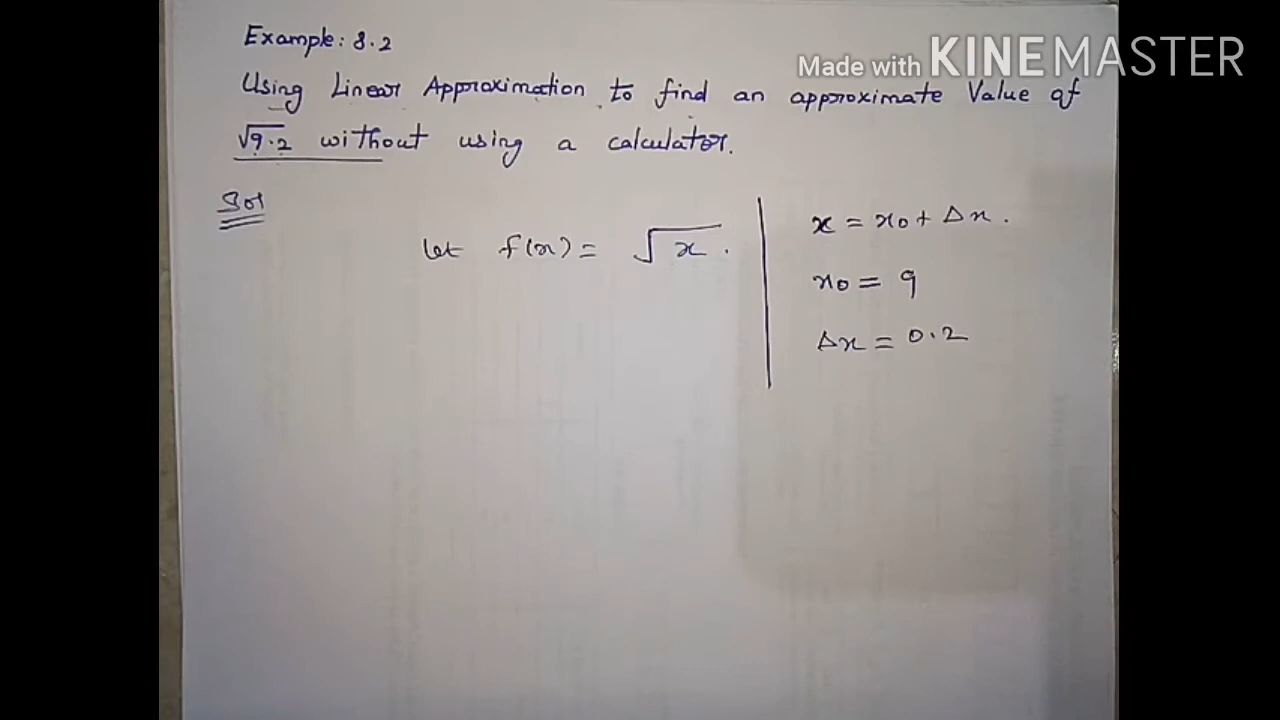 Example: 8.2
Made with KINEMASTER
Using Linear Approximation to find an approximate Value of
√9.2 without using a calculator.
Sol
let f(x) = √x.
x = x0 + Δx.
x0 = 9
Δx = 0.2